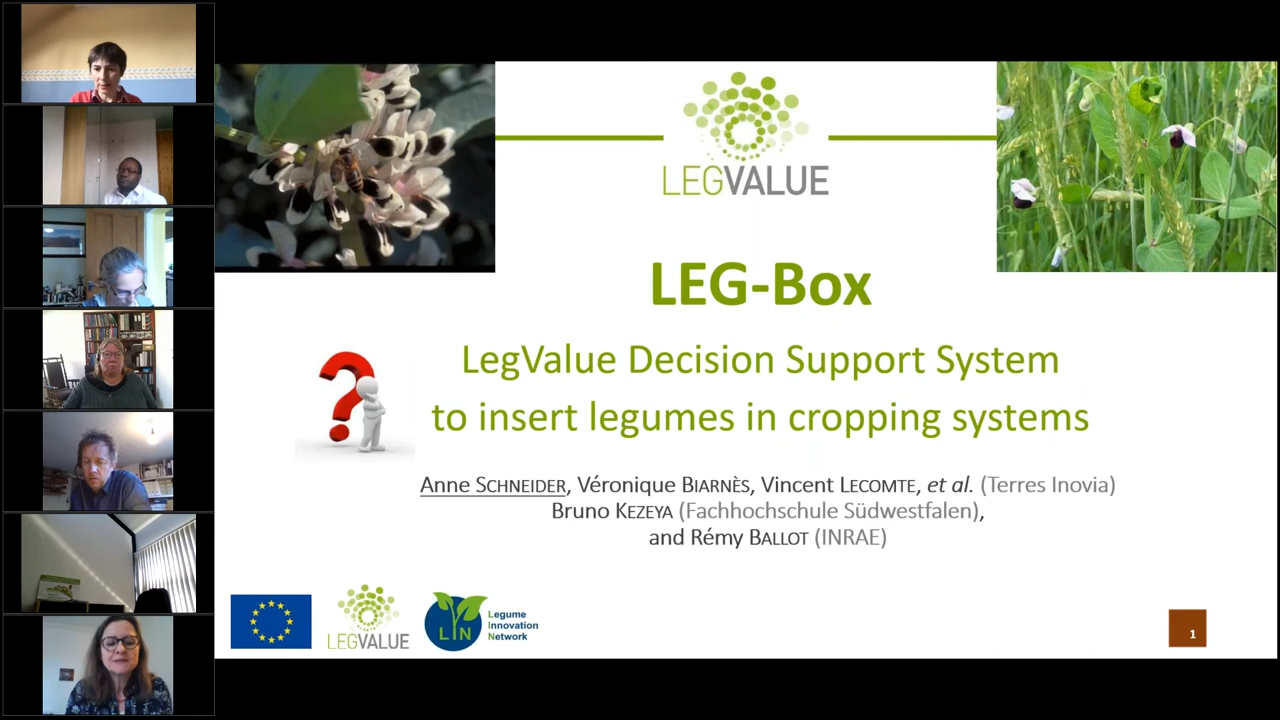 LEGVALUE
LEG-Box
LegValue Decision Support System
to insert legumes in cropping systems
Anne SCHNEIDER, Véronique BIARNÈS, Vincent LECOMTE, et al. (Terres Inovia)
Bruno KEZEYA (Fachhochschule Südwestfalen),
and Rémy BALLOT (INRAE)
LEGVALUE
LIN
Legume
Innovation
Network
1